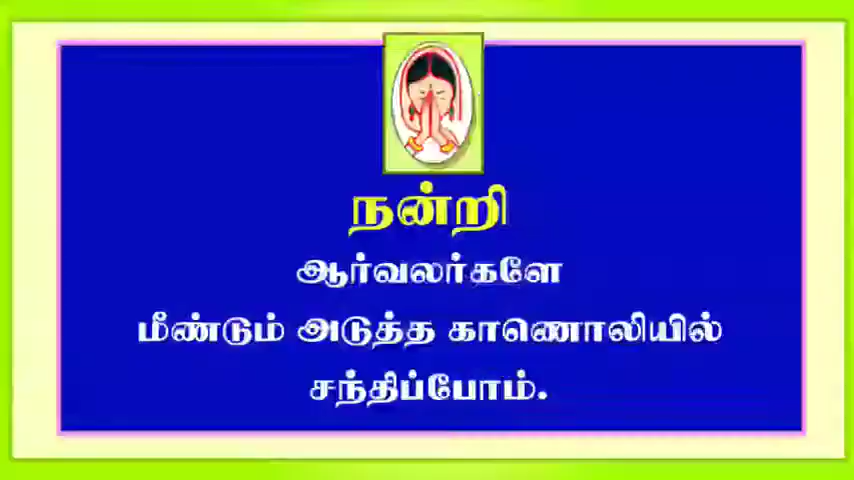 நன்றி
ஆர்வலர்களே
மீண்டும் அடுத்த காணொலியில்
சந்திப்போம்.